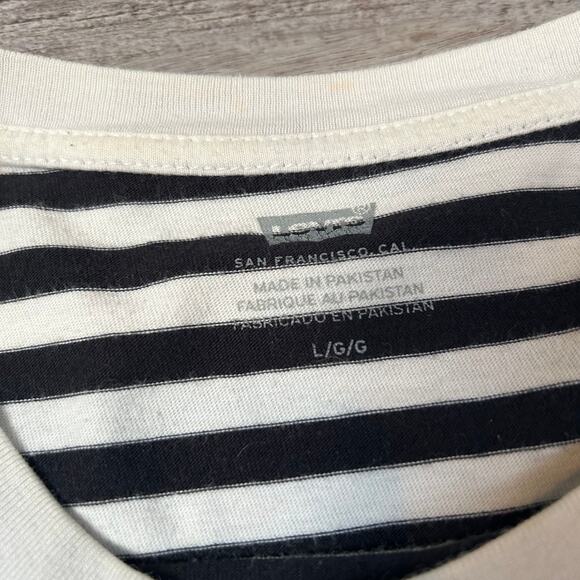 Levi's
SAN FRANCISCO, CAL.
MADE IN PAKISTAN
FABRIQUE AU PAKISTAN
FABRICADO EN PAKISTAN
L/G/G